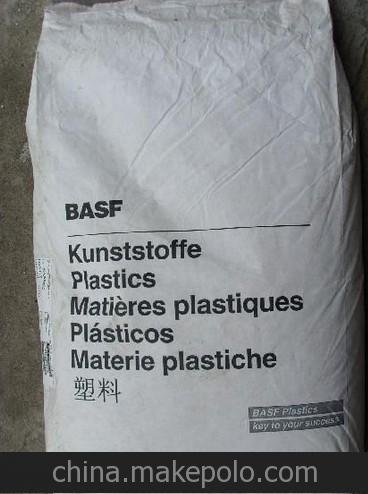 BASF
Kunststoffe
Plastics
Matières plastiques
Plásticos
Materie plastiche
塑料
BASF Plastics
key to your success
china.makepolo.com